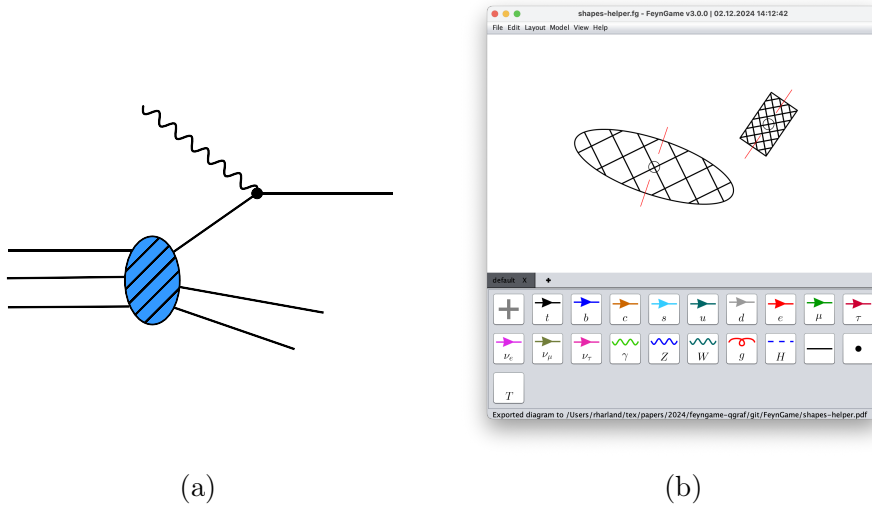 shapes-helper.fg - FeynGame v3.0.0 | 02.12.2024 14:12:42
File Edit Layout Model View Help
default X +
t b c s u d e μ τ
νe νμ ντ γ Z W g H
T
Exported diagram to /Users/rharland/tex/papers/2024/feyngame-qgraf/git/FeynGame/shapes-helper.pdf
(a) (b)